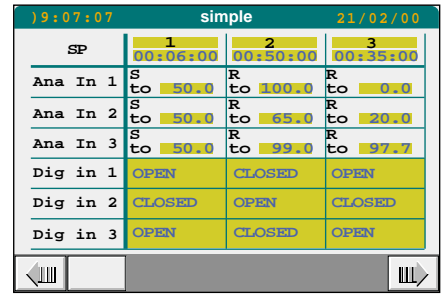 )9:07:07 simple 21/02/00
SP 1 2 3
00:06:00 00:50:00 00:35:00
Ana In 1 S to 50.0 R to 100.0 R to 0.0
Ana In 2 S to 50.0 R to 65.0 R to 20.0
Ana In 3 S to 50.0 R to 99.0 R to 97.7
Dig in 1 OPEN CLOSED OPEN
Dig in 2 CLOSED OPEN CLOSED
Dig in 3 OPEN CLOSED OPEN